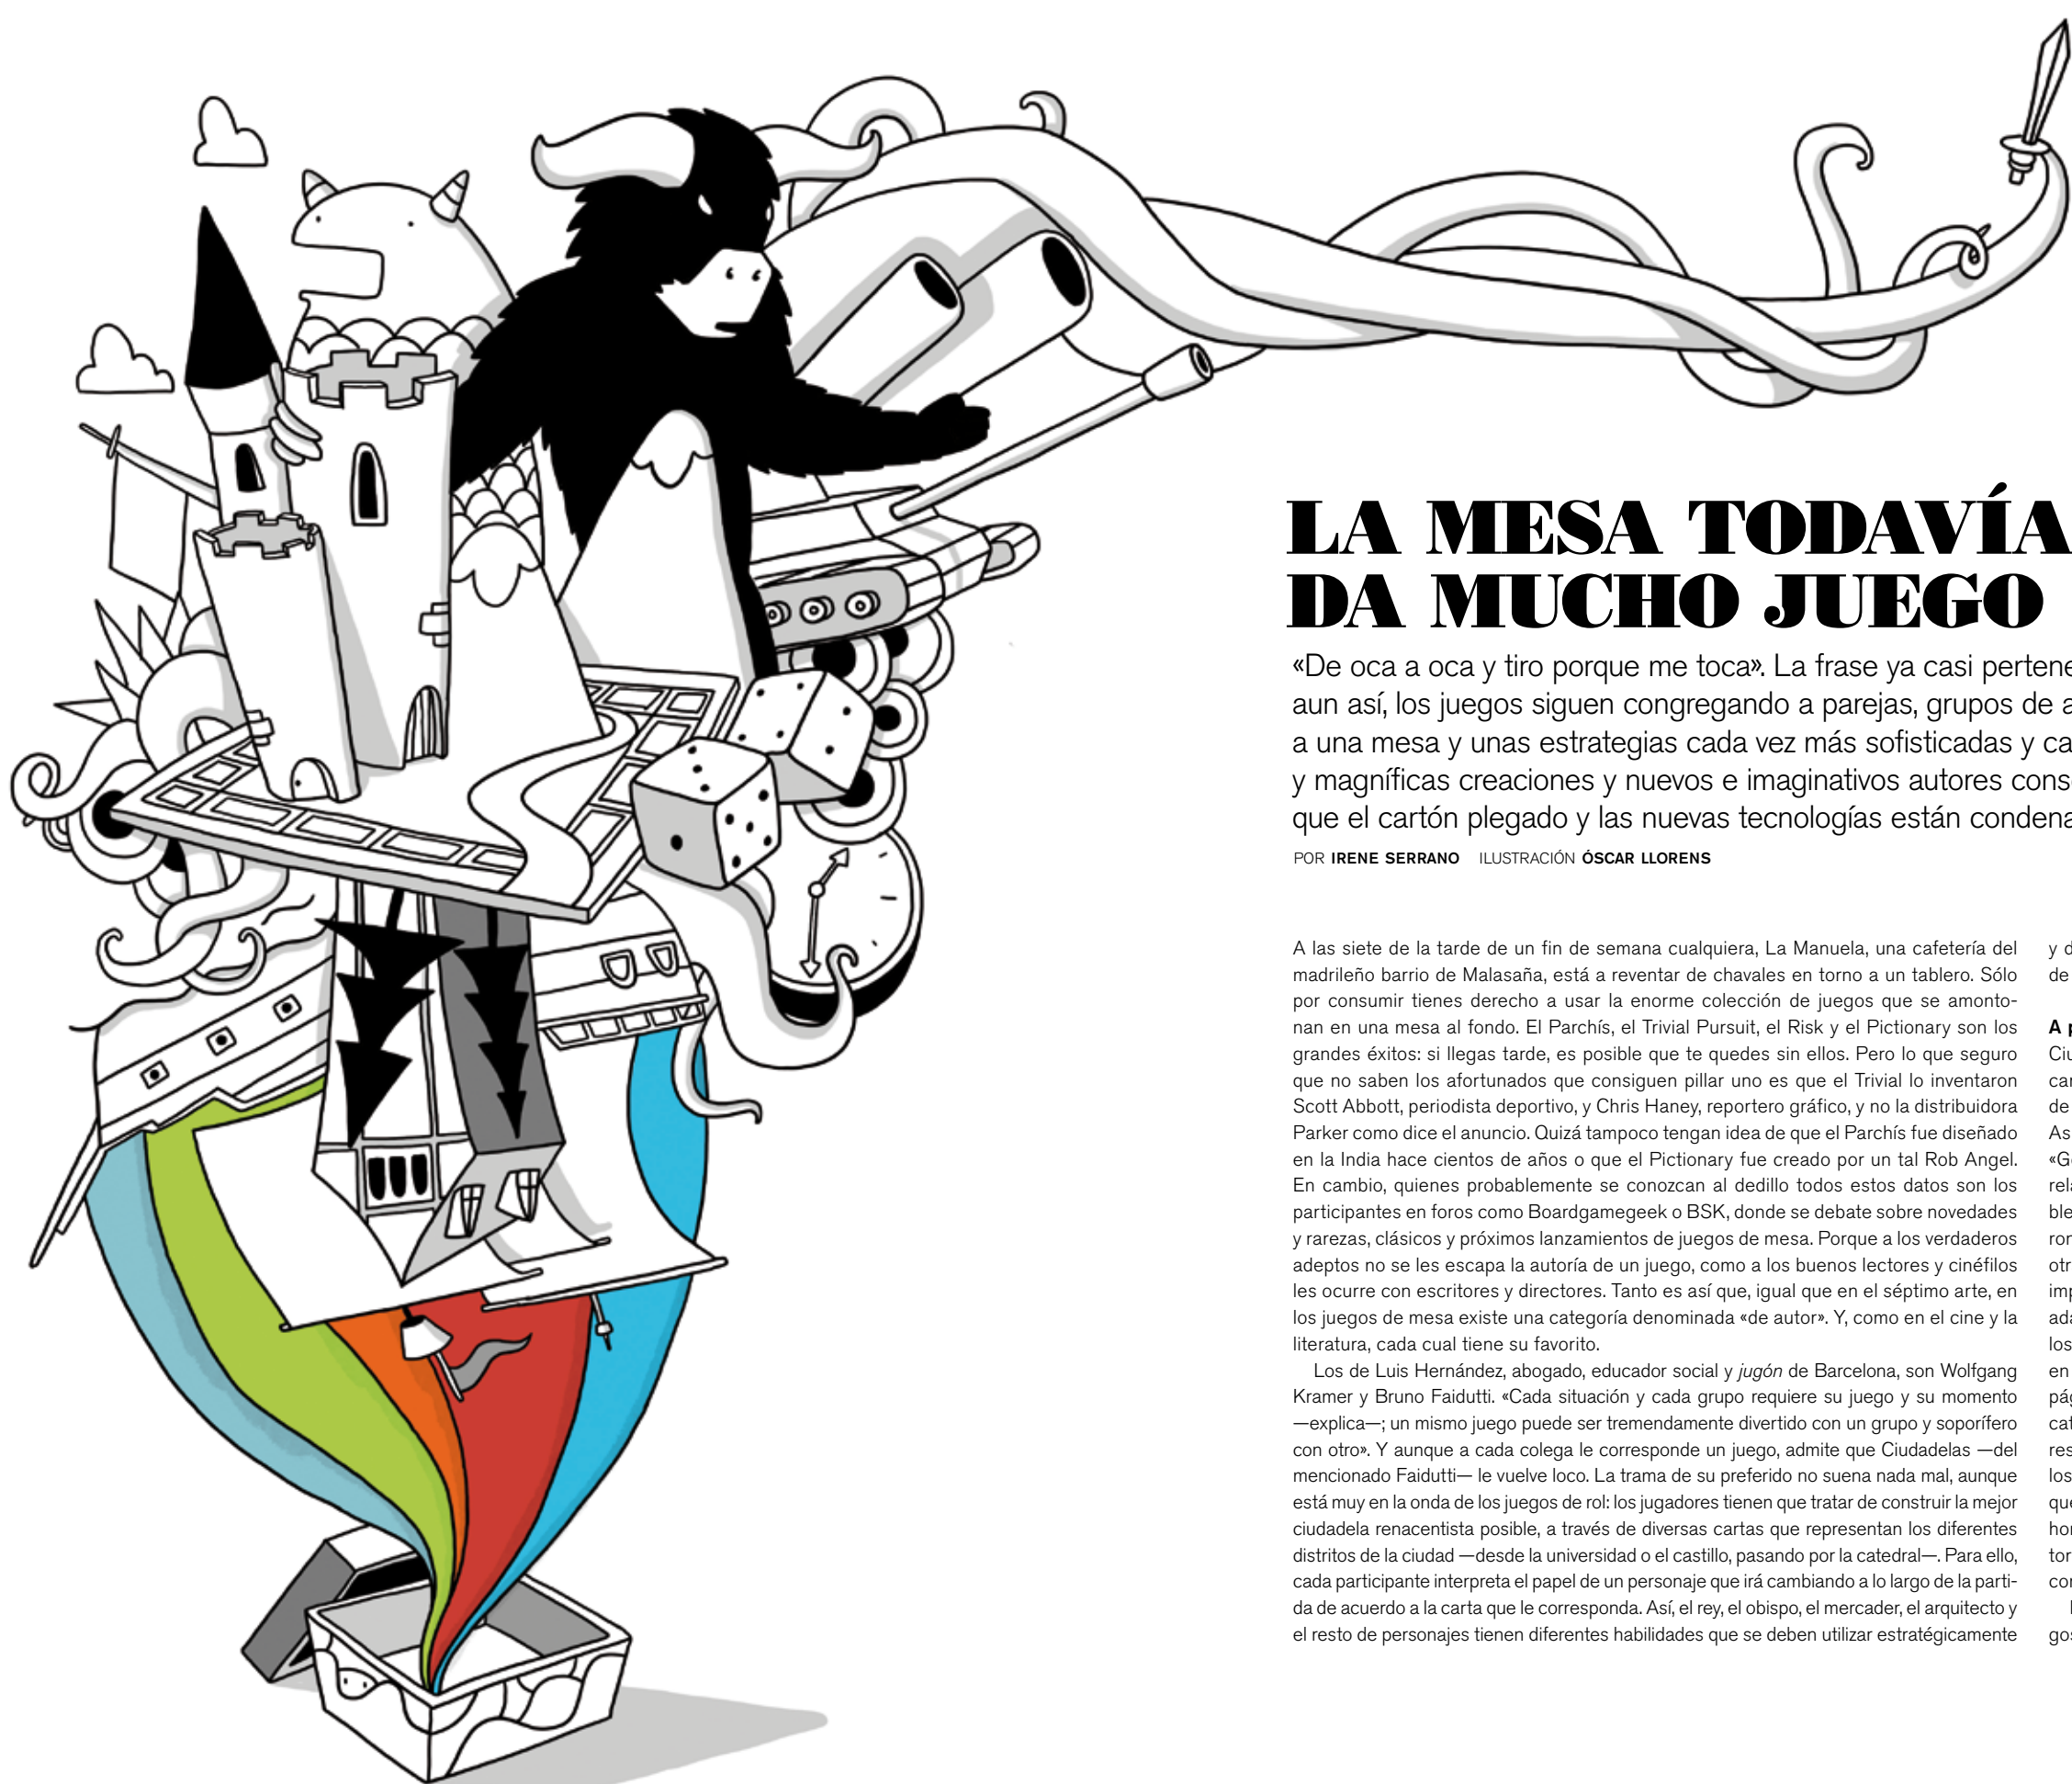 LA MESA TODAVÍA
DA MUCHO JUEGO
«De oca a oca y tiro porque me toca». La frase ya casi
aun así, los juegos siguen congregando a parejas, grupos de
a una mesa y unas estrategias cada vez más sofisticadas y
y magníficas creaciones y nuevos e imaginativos autores
que el cartón plegado y las nuevas tecnologías están
POR IRENE SERRANO ILUSTRACIÓN ÓSCAR LLORENS
A las siete de la tarde de un fin de semana cualquiera, La Manuela, una cafetería del
madrileño barrio de Malasaña, está a reventar de chavales en torno a un tablero. Sólo
por consumir tienes derecho a usar la enorme colección de juegos que se amonto-
nan en una mesa al fondo. El Parchís, el Trivial Pursuit, el Risk y el Pictionary son los
grandes éxitos: si llegas tarde, es posible que te quedes sin ellos. Pero lo que seguro
que no saben los afortunados que consiguen pillar uno es que el Trivial lo inventaron
Scott Abbott, periodista deportivo, y Chris Haney, reportero gráfico, y no la distribuidora
Parker como dice el anuncio. Quizá tampoco tengan idea de que el Parchís fue diseñado
en la India hace cientos de años o que el Pictionary fue creado por un tal Rob Angel.
En cambio, quienes probablemente se conozcan al dedillo todos estos datos son los
participantes en foros como Boardgamegeek o BSK, donde se debate sobre novedades
y rarezas, clásicos y próximos lanzamientos de juegos de mesa. Porque a los verdaderos
adeptos no se les escapa la autoría de un juego, como a los buenos lectores y cinéfilos
les ocurre con escritores y directores. Tanto es así que, igual que en el séptimo arte, en
los juegos de mesa existe una categoría denominada «de autor». Y, como en el cine y la
literatura, cada cual tiene su favorito.
Los de Luis Hernández, abogado, educador social y jugón de Barcelona, son Wolfgang
Kramer y Bruno Faidutti. «Cada situación y cada grupo requiere su juego y su momento
—explica—; un mismo juego puede ser tremendamente divertido con un grupo y soporífero
con otro». Y aunque a cada colega le corresponde un juego, admite que Ciudadelas —del
mencionado Faidutti— le vuelve loco. La trama de su preferido no suena nada mal, aunque
está muy en la onda de los juegos de rol: los jugadores tienen que tratar de construir la mejor
ciudadela renacentista posible, a través de diversas cartas que representan los diferentes
distritos de la ciudad —desde la universidad o el castillo, pasando por la catedral—. Para ello,
cada participante interpreta el papel de un personaje que irá cambiando a lo largo de la parti-
da de acuerdo a la carta que le corresponda. Así, el rey, el obispo, el mercader, el arquitecto y
el resto de personajes tienen diferentes habilidades que se deben utilizar estratégicamente
y
de
A